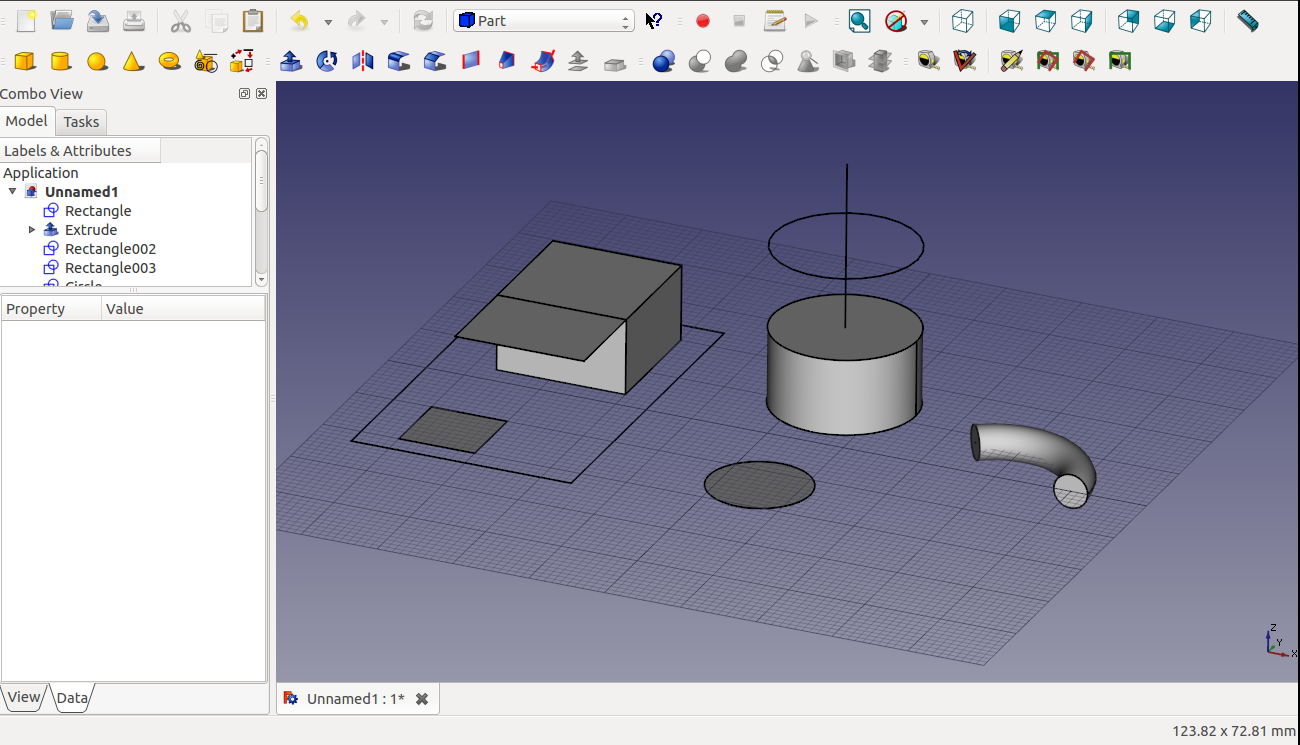 Part
Combo View
Model
Tasks
Labels & Attributes
Application
Unnamed1
Rectangle
Extrude
Rectangle002
Rectangle003
Circle
Property
Value
Z
Y
X
View
Data
Unnamed1 : 1*
123.82 x 72.81 mm